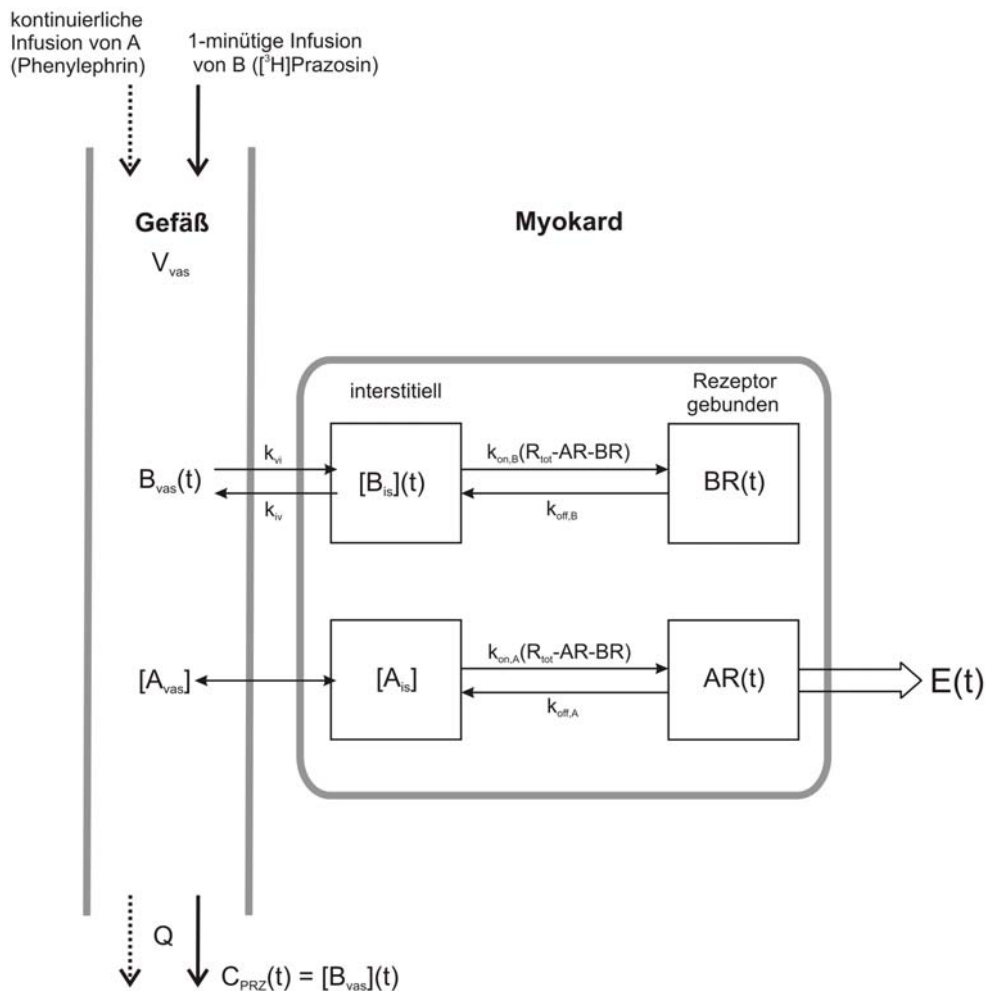 kontinuierliche
Infusion von A
(Phenylephrin)
1-minütige Infusion
von B ([³H]Prazosin)
Gefäß
V_vas
Myokard
interstitiell
Rezeptor
gebunden
B_vas(t)
k_vi
k_iv
[B_is](t)
k_on,B(R_tot-AR-BR)
k_off,B
BR(t)
[A_vas]
[A_is]
k_on,A(R_tot-AR-BR)
k_off,A
AR(t)
E(t)
Q
C_PRZ(t) = [B_vas](t)